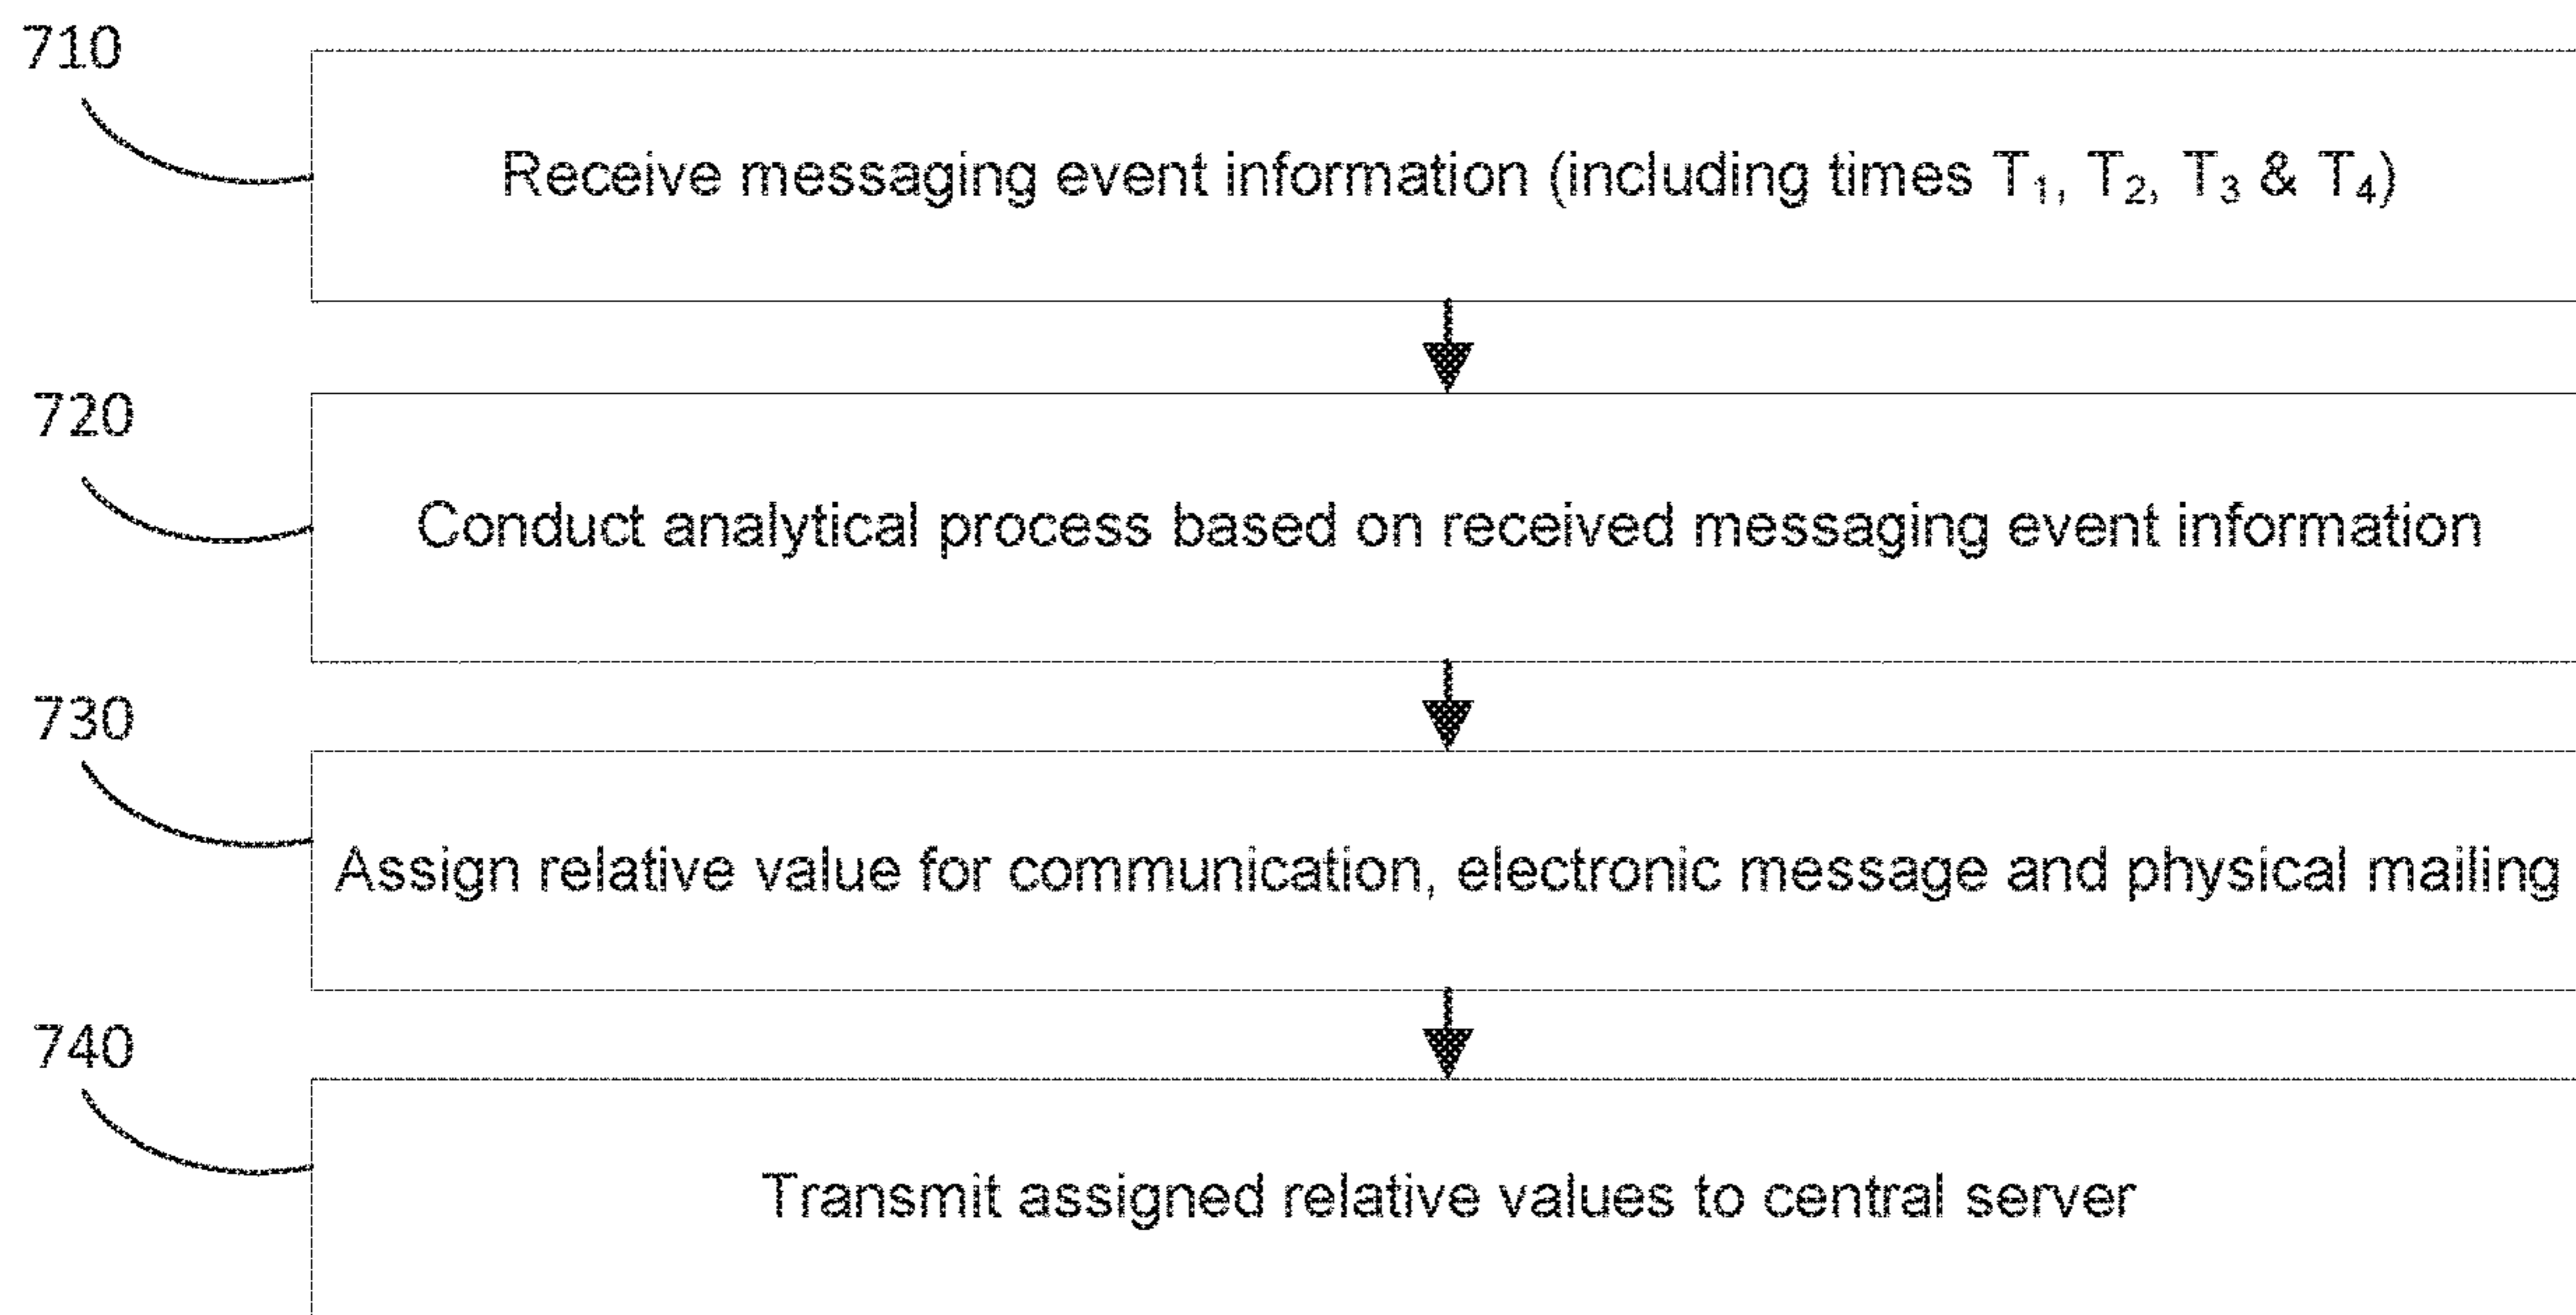 710
Receive messaging event information (including times T₁, T₂, T₃ & T₄)
720
Conduct analytical process based on received messaging event information
730
Assign relative value for communication, electronic message and physical mailing
740
Transmit assigned relative values to central server